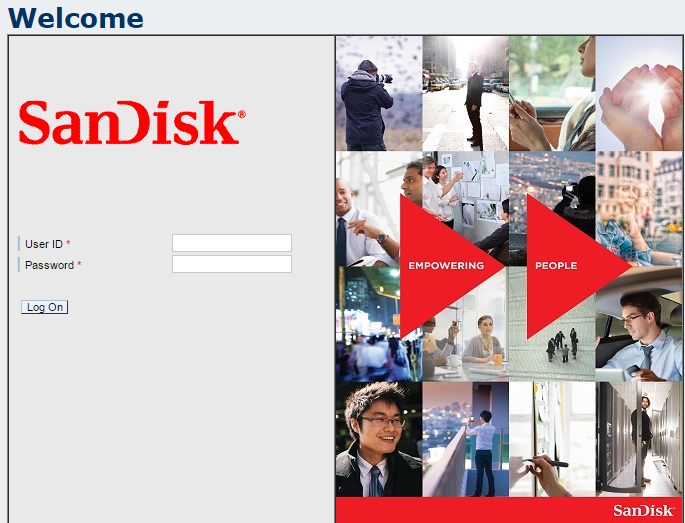 Welcome
SanDisk®
User ID *
Password *
Log On
EMPOWERING
PEOPLE
SanDisk